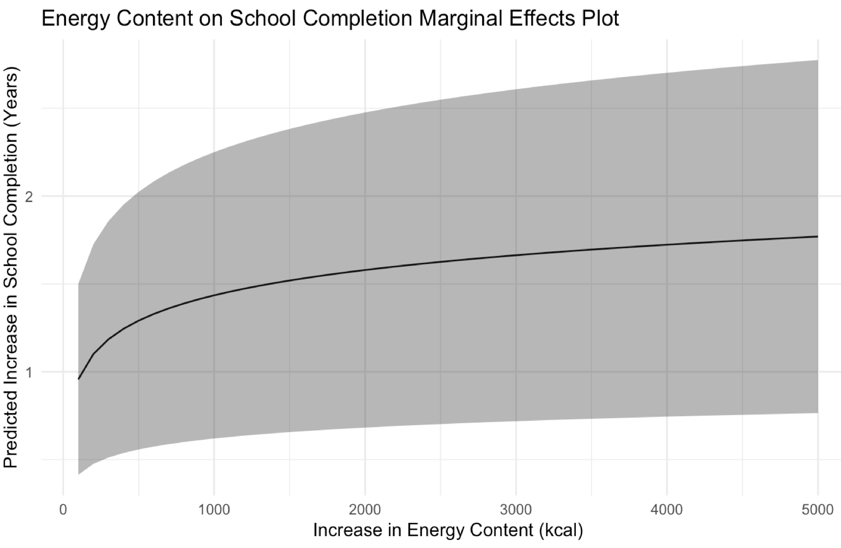 Energy Content on School Completion Marginal Effects Plot
Predicted Increase in School Completion (Years)
2
1
0 1000 2000 3000 4000 5000
Increase in Energy Content (kcal)